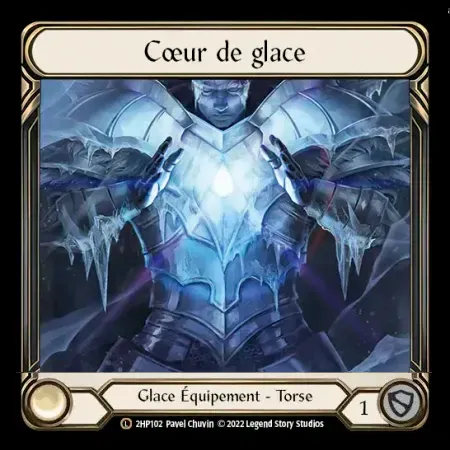 Cœur de glace
Glace Équipement - Torse
1
L 2HP102 Pavel Chuvin © 2022 Legend Story Studios